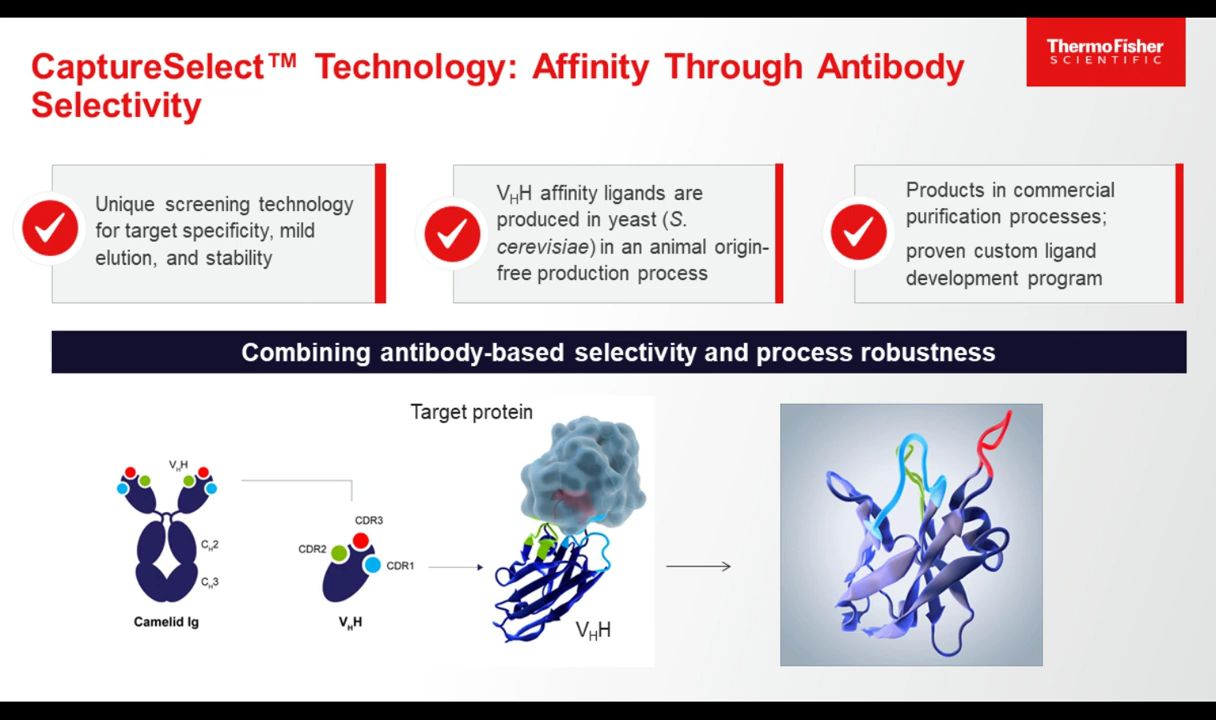 CaptureSelect™ Technology: Affinity Through Antibody
Selectivity
ThermoFisher
SCIENTIFIC
Unique screening technology
for target specificity, mild
elution, and stability
VHH affinity ligands are
produced in yeast (S.
cerevisiae) in an animal origin-
free production process
Products in commercial
purification processes;
proven custom ligand
development program
Combining antibody-based selectivity and process robustness
Target protein
VHH
CH2
CH3
Camelid Ig
CDR3
CDR2
CDR1
VHH
VHH